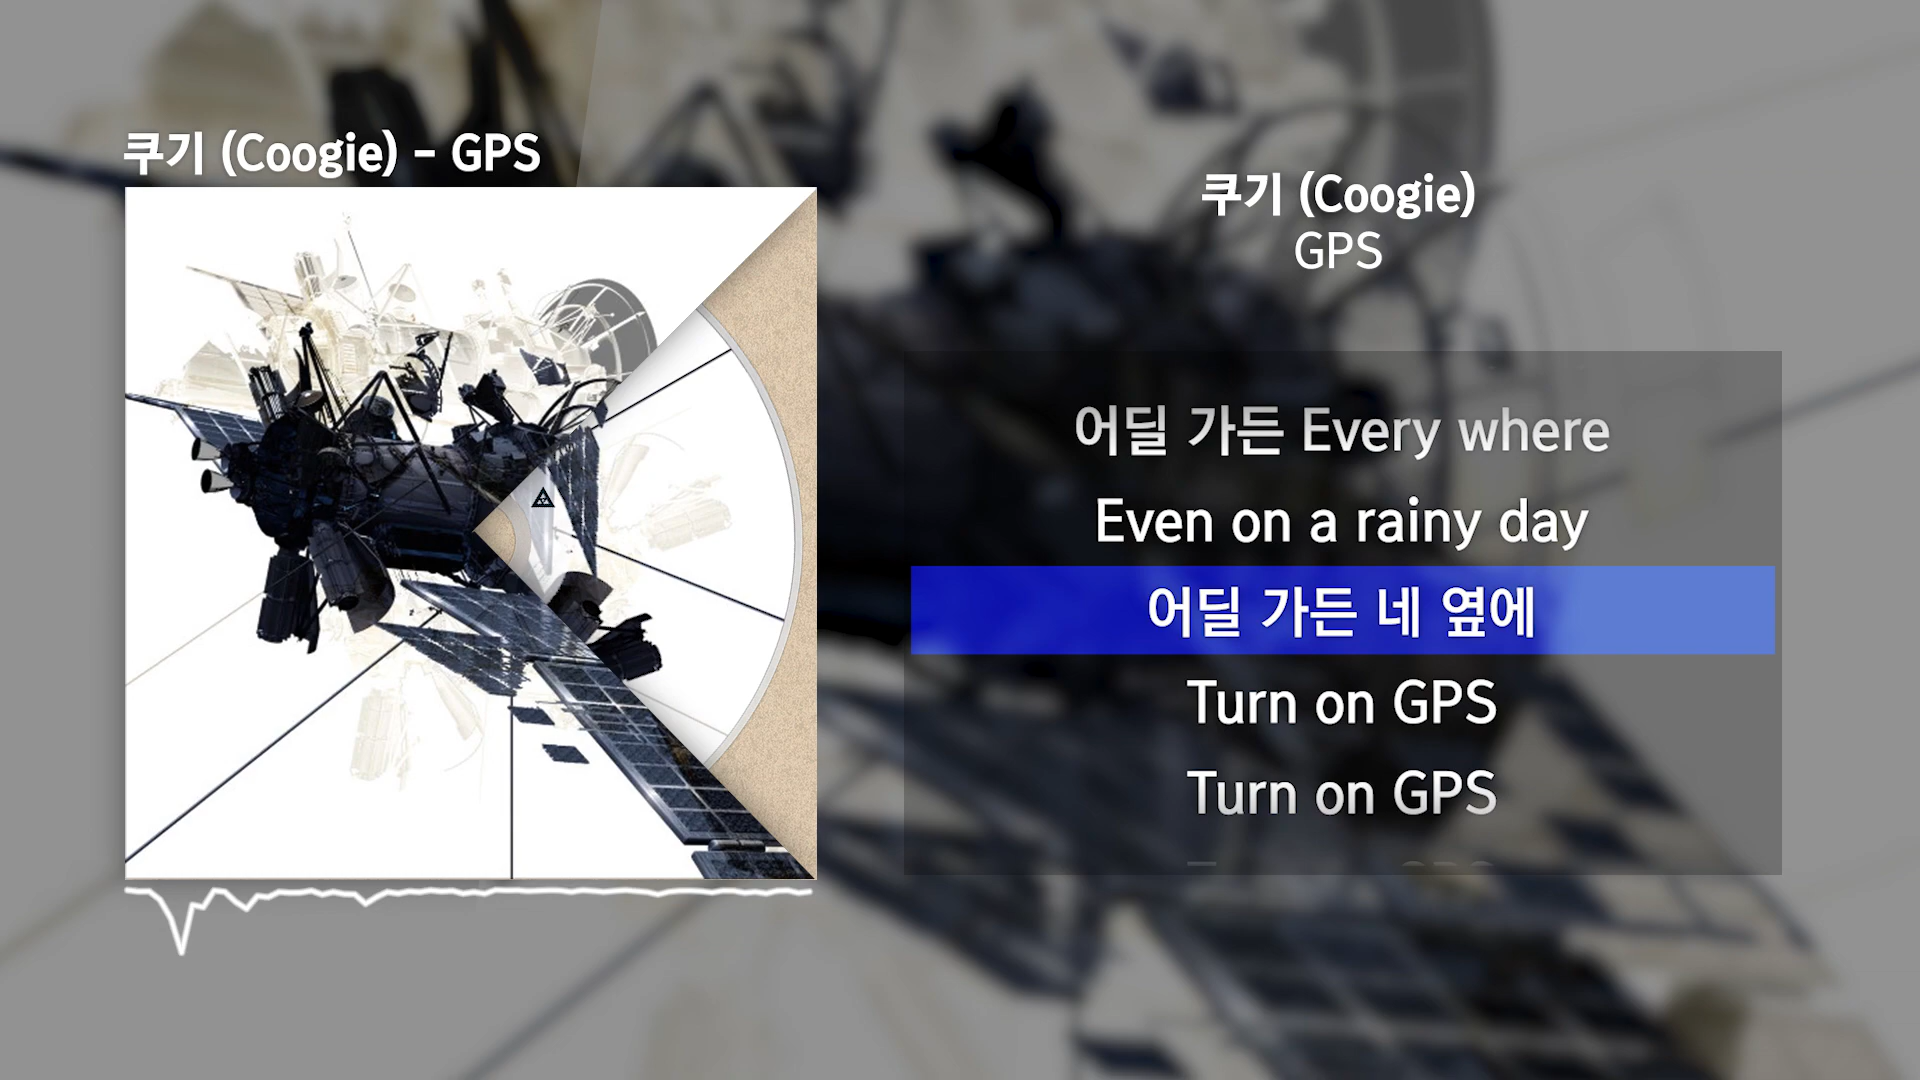 쿠기 (Coogie) - GPS
쿠기 (Coogie)
GPS
어딜 가든 Every where
Even on a rainy day
어딜 가든 네 옆에
Turn on GPS
Turn on GPS